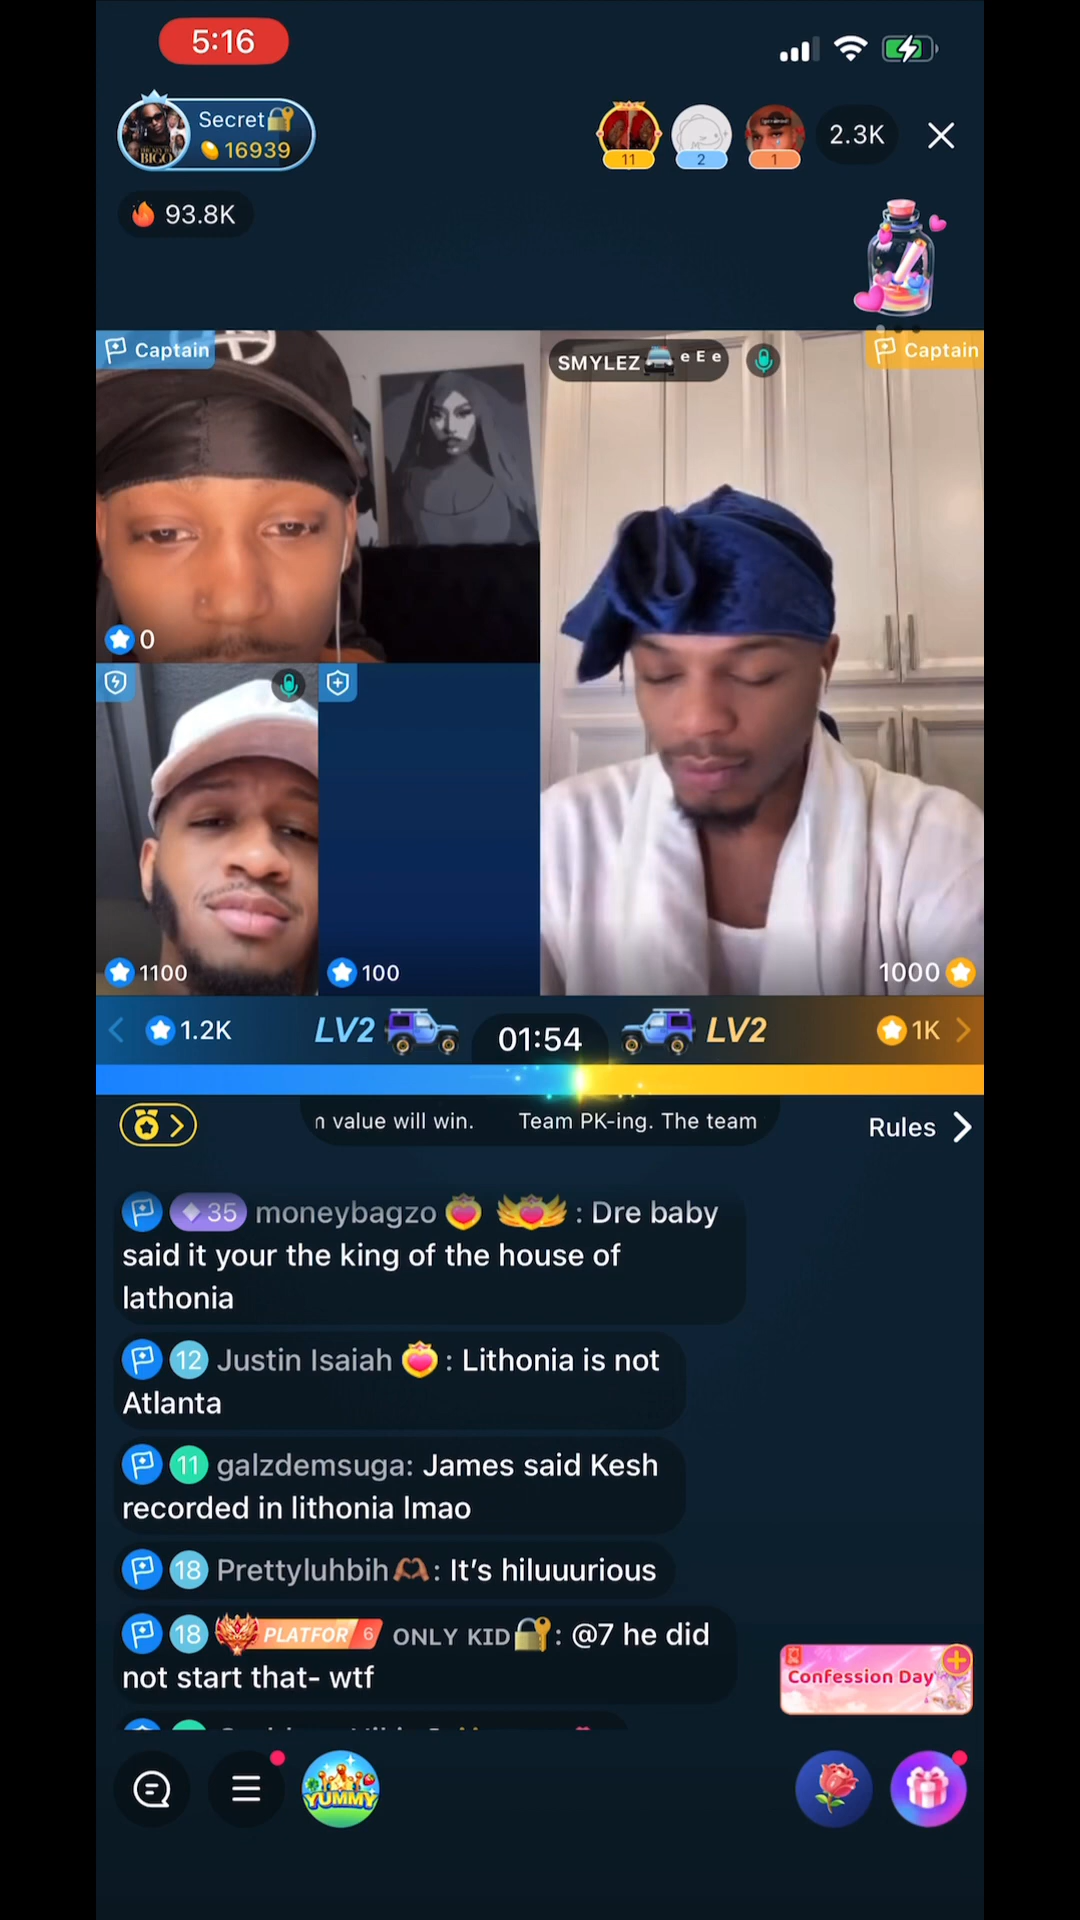 5:16
Secret
16939
BIGO
11
2
1
2.3K
93.8K
Captain
SMYLEZ e E e
Captain
0
1100
100
1000
1.2K
LV2
01:54
LV2
1K
n value will win. Team PK-ing. The team
Rules
35 moneybagzo : Dre baby
said it your the king of the house of
lathonia
12 Justin Isaiah : Lithonia is not
Atlanta
11 galzdemsuga: James said Kesh
recorded in lithonia lmao
18 Prettyluhbih : It’s hiluuurious
18 PLATFOR 6 ONLY KID : @7 he did
not start that- wtf
Confession Day
YUMMY